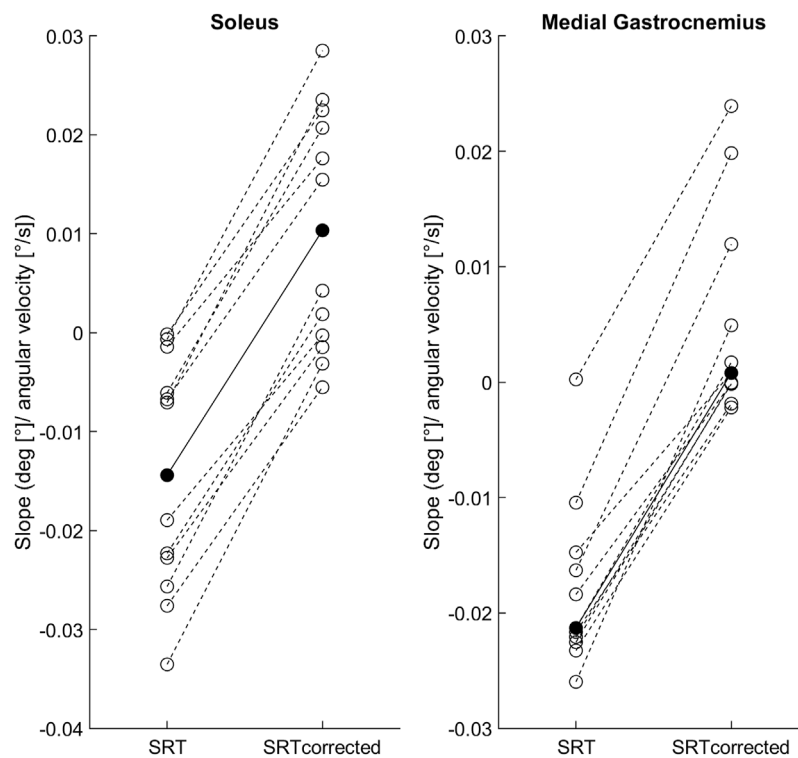 Soleus
0.03
0.02
0.01
0
-0.01
-0.02
-0.03
-0.04
Slope (deg [°]/ angular velocity [°/s])
SRT
SRTcorrected
Medial Gastrocnemius
0.03
0.02
0.01
0
-0.01
-0.02
-0.03
Slope (deg [°]/ angular velocity [°/s])
SRT
SRTcorrected